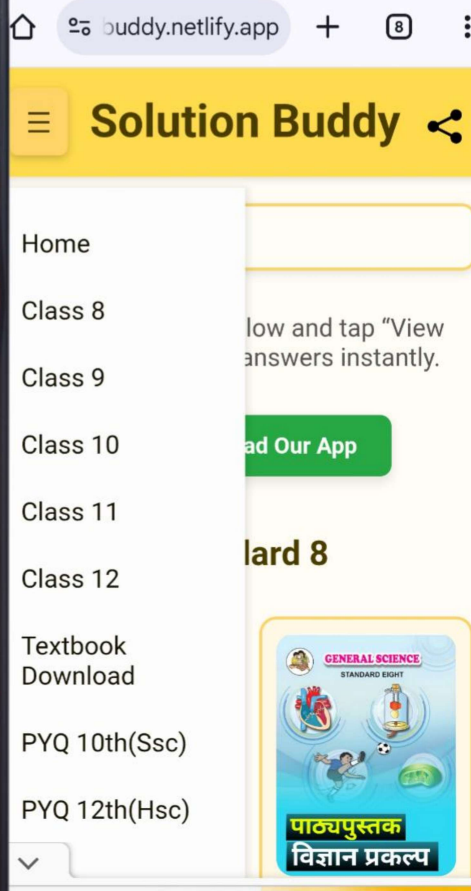 buddy.netlify.app
8
Solution Buddy
Home
Class 8
Class 9
Class 10
Class 11
Class 12
Textbook
Download
PYQ 10th(Ssc)
PYQ 12th(Hsc)
low and tap “View
answers instantly.
ad Our App
lard 8
GENERAL SCIENCE
STANDARD EIGHT
पाठ्यपुस्तक
विज्ञान प्रकल्प